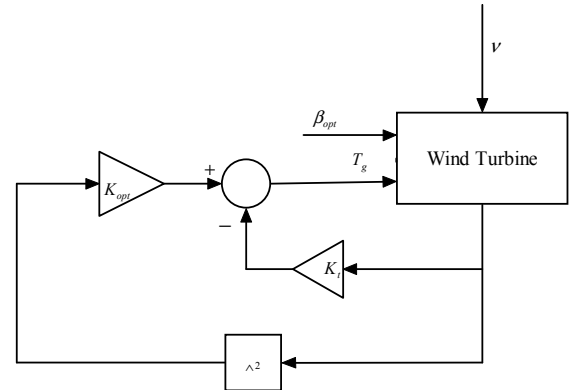 ν
β_opt
T_g
Wind Turbine
K_opt
+
−
K_t
^2